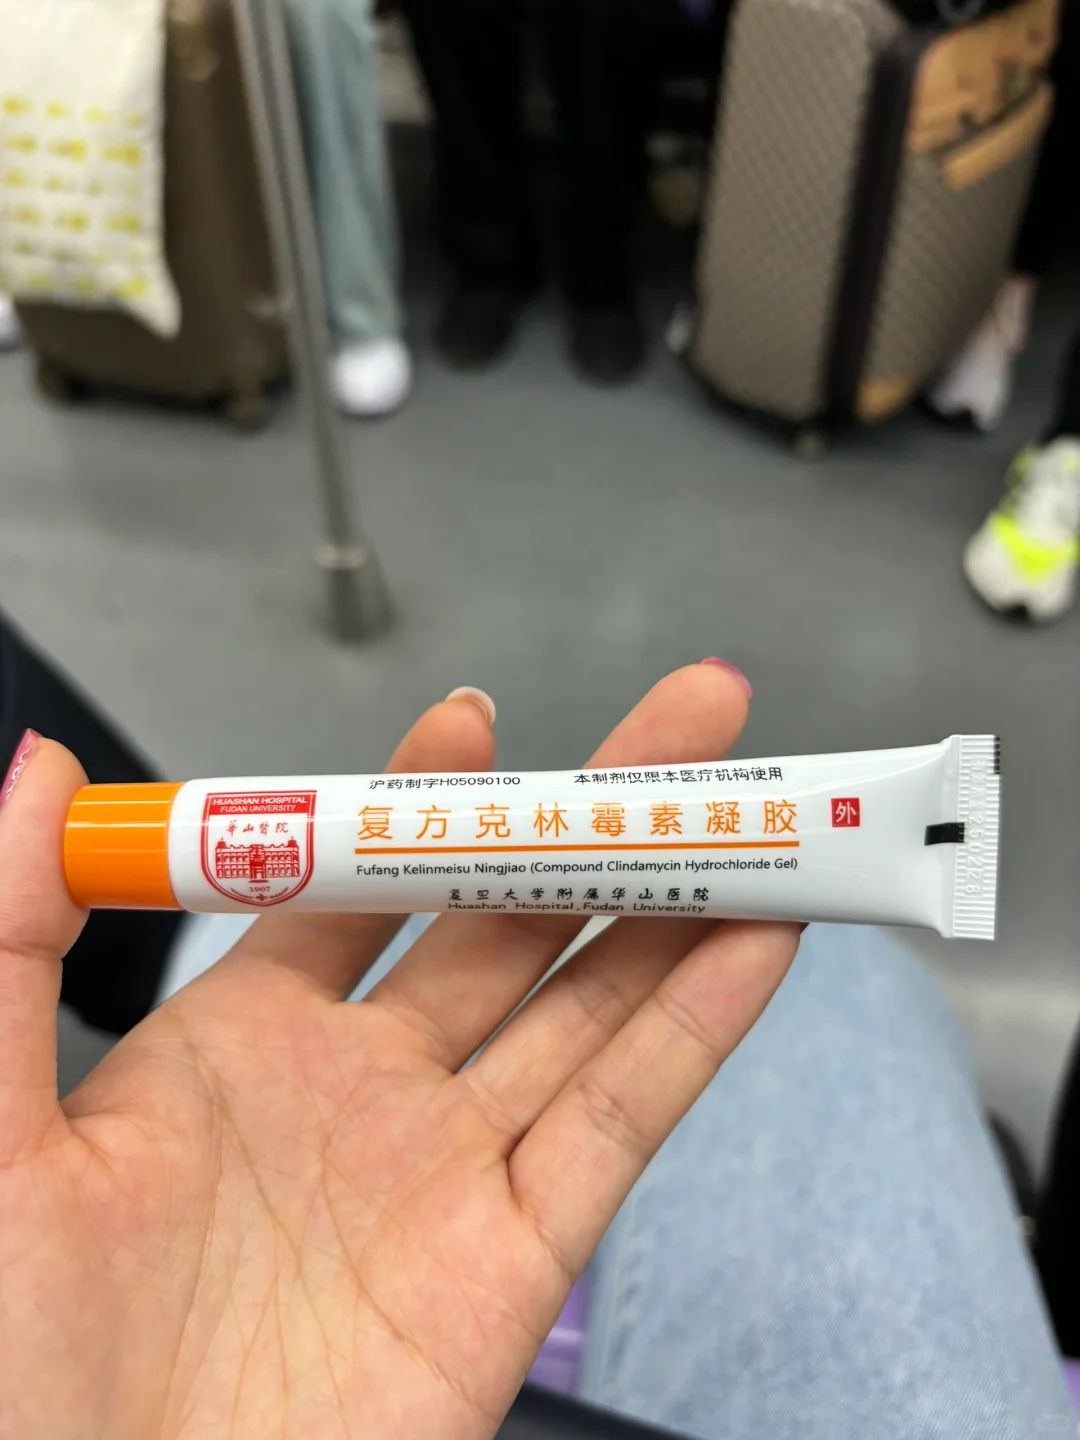 沪药制字H05090100
本制剂仅限本医疗机构使用
HUASHAN HOSPITAL
FUDAN UNIVERSITY
華山醫院
1907
复方克林霉素凝胶
外
Fufang Kelinmeisu Ningjiao (Compound Clindamycin Hydrochloride Gel)
复旦大学附属华山医院
Huashan Hospital,Fudan University